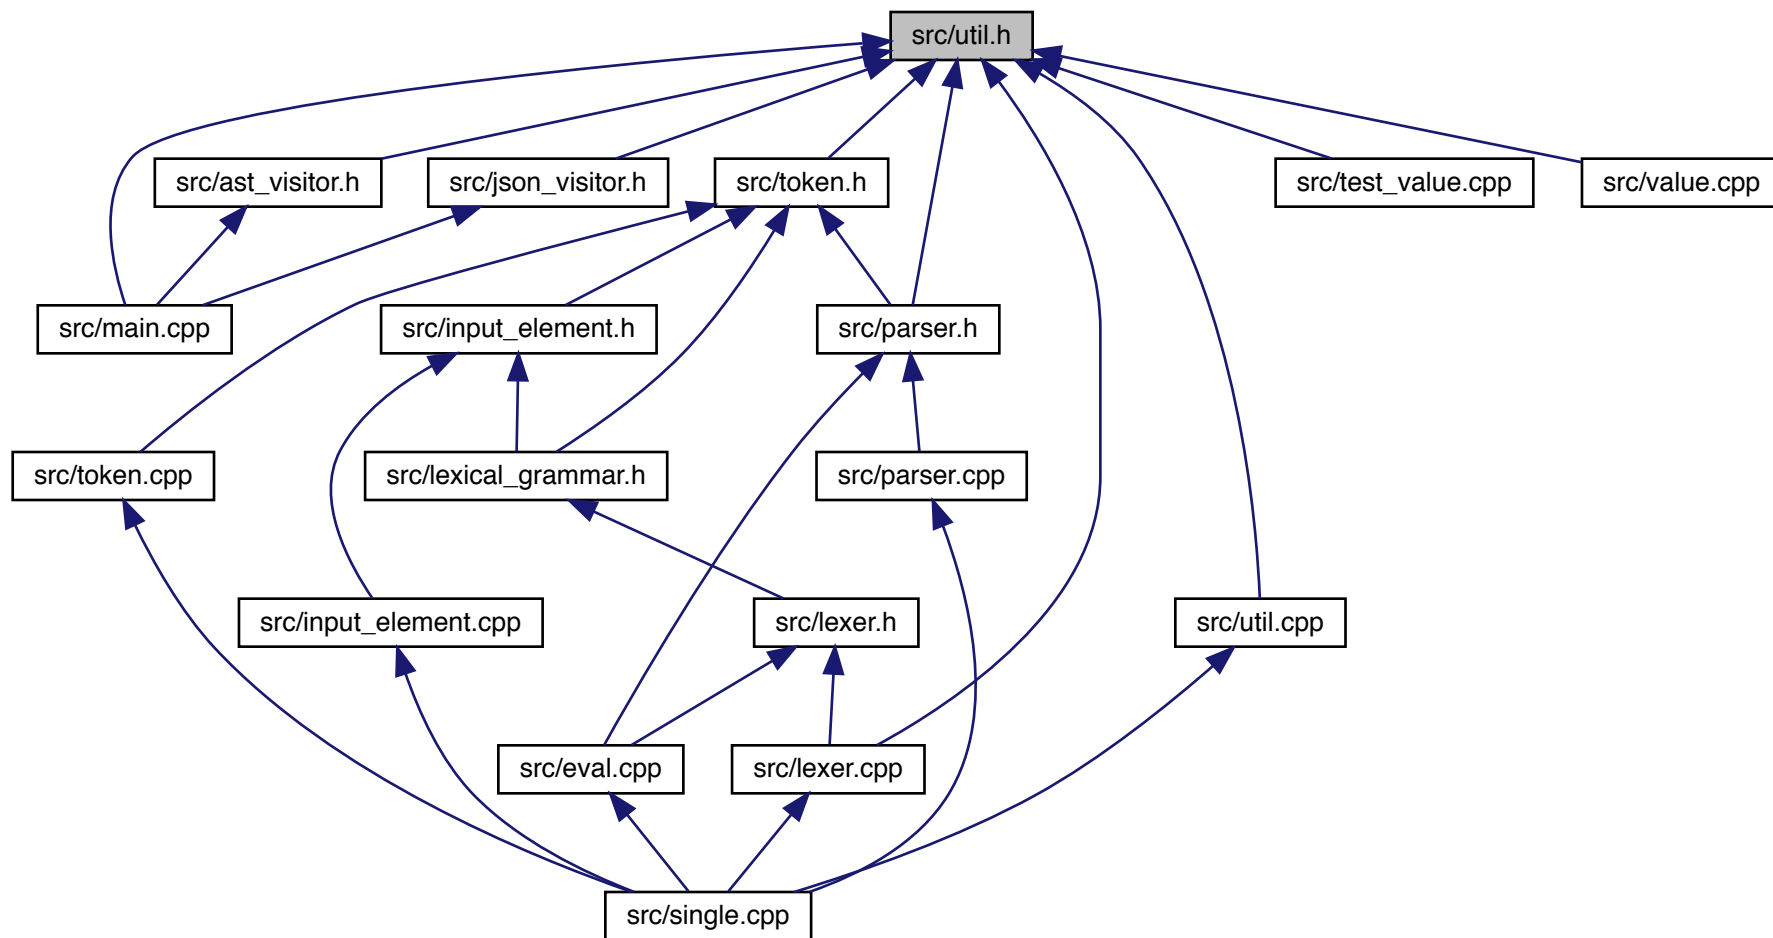 src/util.h
src/ast_visitor.h
src/json_visitor.h
src/token.h
src/test_value.cpp
src/value.cpp
src/main.cpp
src/input_element.h
src/parser.h
src/token.cpp
src/lexical_grammar.h
src/parser.cpp
src/input_element.cpp
src/lexer.h
src/util.cpp
src/eval.cpp
src/lexer.cpp
src/single.cpp